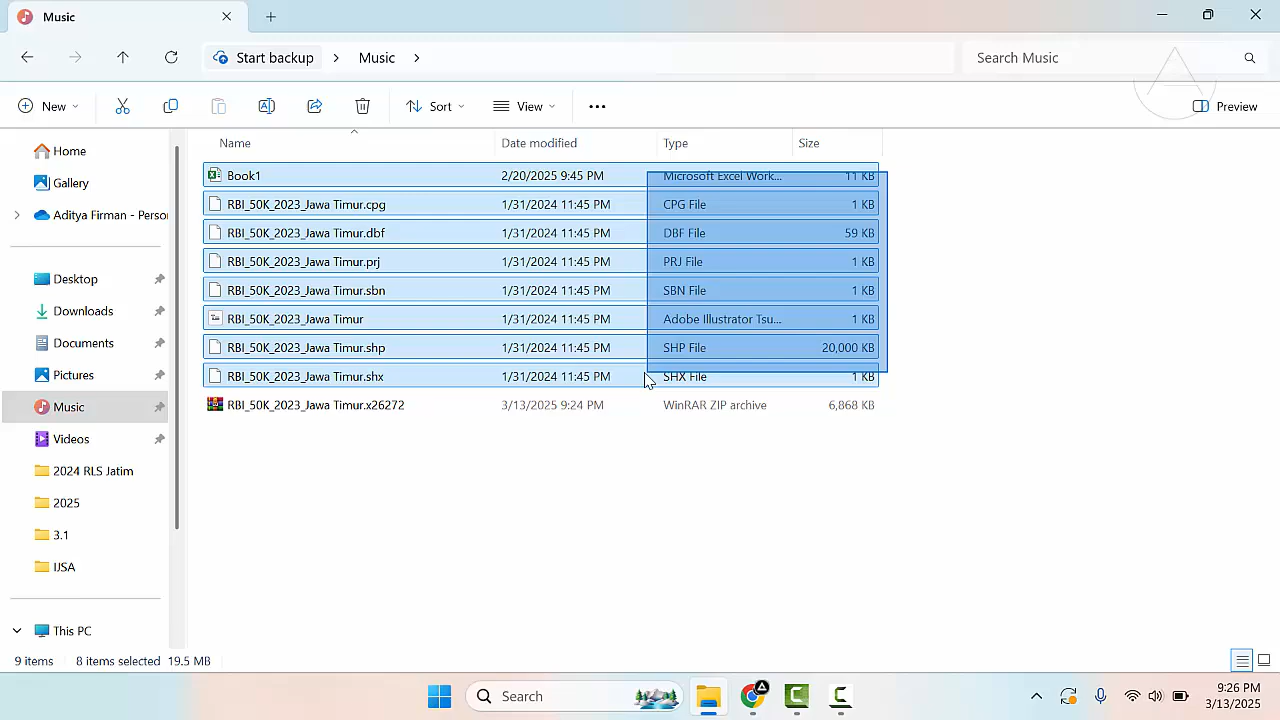 Music
Start backup
Music
Search Music
New
Sort
View
Preview
Name
Date modified
Type
Size
Home
Gallery
Aditya Firman - Perso
Desktop
Downloads
Documents
Pictures
Music
Videos
2024 RLS Jatim
2025
3.1
IJSA
This PC
Book1 2/20/2025 9:45 PM Microsoft Excel Work... 11 KB
RBI_50K_2023_Jawa Timur.cpg 1/31/2024 11:45 PM CPG File 1 KB
RBI_50K_2023_Jawa Timur.dbf 1/31/2024 11:45 PM DBF File 59 KB
RBI_50K_2023_Jawa Timur.prj 1/31/2024 11:45 PM PRJ File 1 KB
RBI_50K_2023_Jawa Timur.sbn 1/31/2024 11:45 PM SBN File 1 KB
RBI_50K_2023_Jawa Timur 1/31/2024 11:45 PM Adobe Illustrator Tsu... 1 KB
RBI_50K_2023_Jawa Timur.shp 1/31/2024 11:45 PM SHP File 20,000 KB
RBI_50K_2023_Jawa Timur.shx 1/31/2024 11:45 PM SHX File 1 KB
RBI_50K_2023_Jawa Timur.x26272 3/13/2025 9:24 PM WinRAR ZIP archive 6,868 KB
9 items 8 items selected 19.5 MB
Search
9:26 PM
3/13/2025